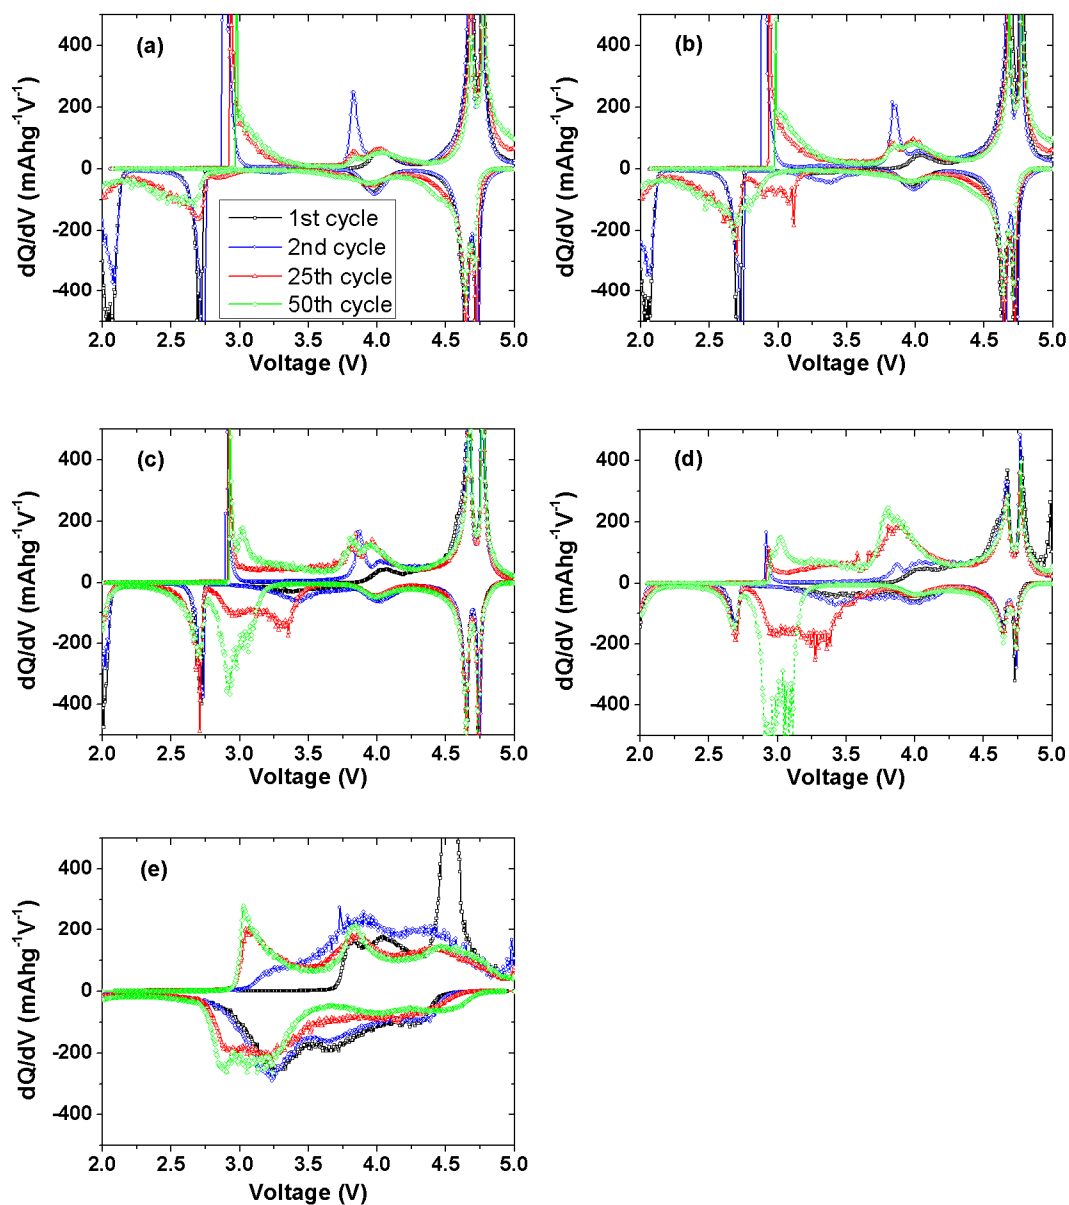 (a)
400
200
0
-200
-400
dQ/dV (mAhg⁻¹V⁻¹)
1st cycle
2nd cycle
25th cycle
50th cycle
2.0 2.5 3.0 3.5 4.0 4.5 5.0
Voltage (V)
(b)
400
200
0
-200
-400
dQ/dV (mAhg⁻¹V⁻¹)
2.0 2.5 3.0 3.5 4.0 4.5 5.0
Voltage (V)
(c)
400
200
0
-200
-400
dQ/dV (mAhg⁻¹V⁻¹)
2.0 2.5 3.0 3.5 4.0 4.5 5.0
Voltage (V)
(d)
400
200
0
-200
-400
dQ/dV (mAhg⁻¹V⁻¹)
2.0 2.5 3.0 3.5 4.0 4.5 5.0
Voltage (V)
(e)
400
200
0
-200
-400
dQ/dV (mAhg⁻¹V⁻¹)
2.0 2.5 3.0 3.5 4.0 4.5 5.0
Voltage (V)